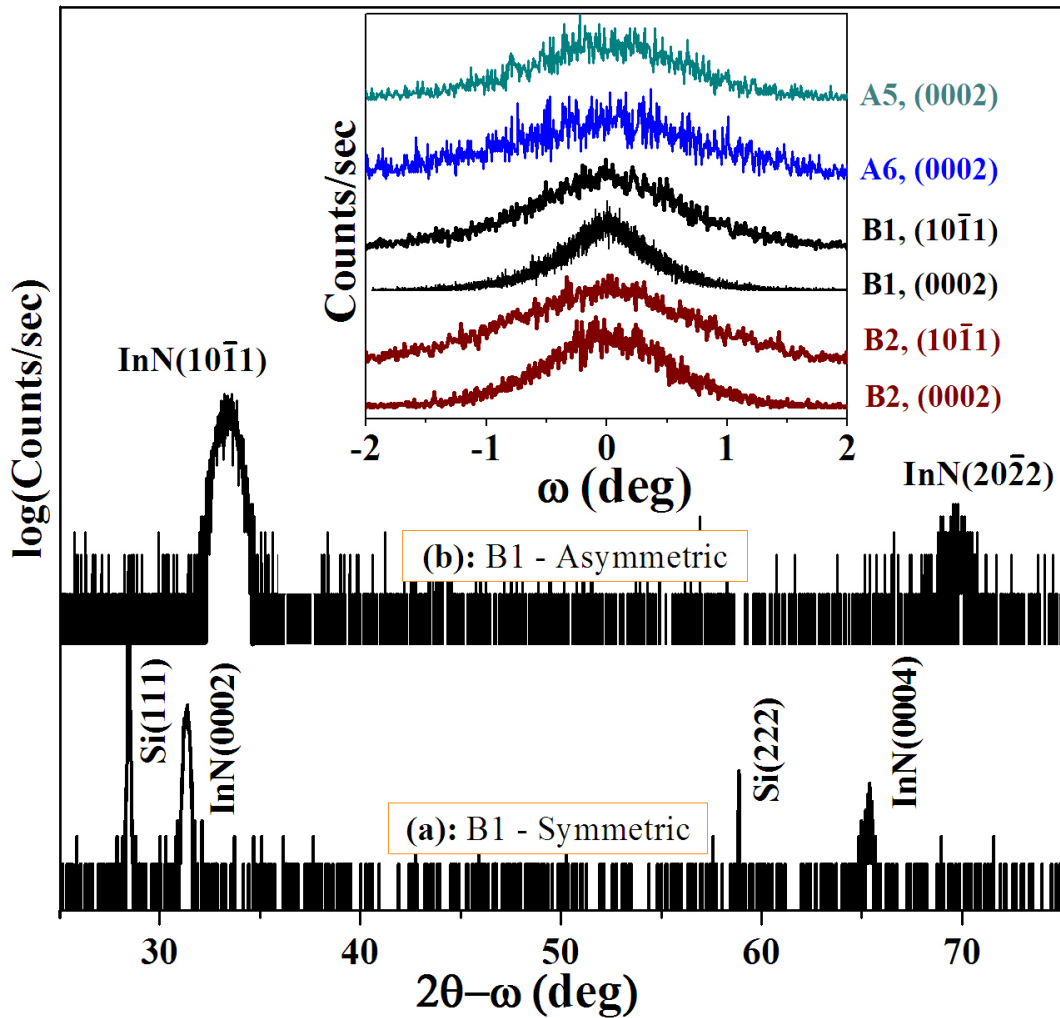 Counts/sec
A5, (0002)
A6, (0002)
B1, (101̄1)
B1, (0002)
B2, (101̄1)
B2, (0002)
-2 -1 0 1 2
ω (deg)
log(Counts/sec)
InN(101̄1)
InN(202̄2)
(b): B1 - Asymmetric
Si(111)
InN(0002)
Si(222)
InN(0004)
(a): B1 - Symmetric
30 40 50 60 70
2θ–ω (deg)